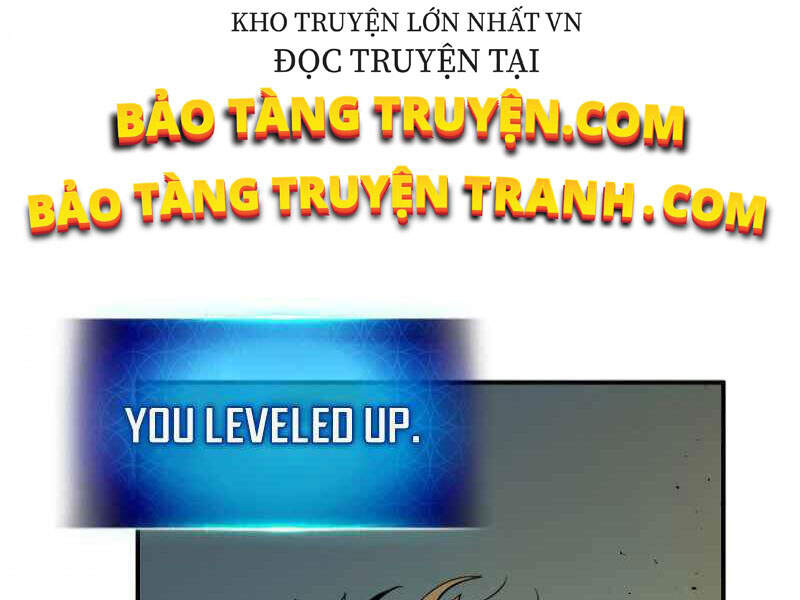 KHO TRUYỆN LỚN NHẤT VN
ĐỌC TRUYỆN TẠI
BẢO TÀNG TRUYỆN.COM
BẢO TÀNG TRUYỆN TRANH.COM
YOU LEVELED UP.